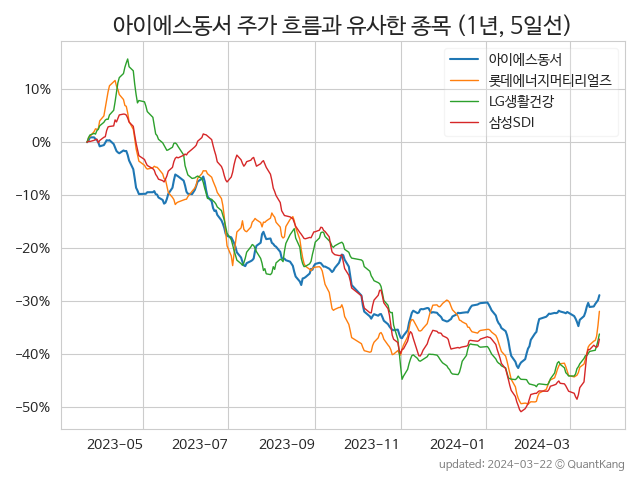 아이에스동서 주가 흐름과 유사한 종목 (1년, 5일선)
아이에스동서
롯데에너지머티리얼즈
LG생활건강
삼성SDI
10%
0%
−10%
−20%
−30%
−40%
−50%
2023-05 2023-07 2023-09 2023-11 2024-01 2024-03
updated: 2024-03-22 © QuantKang